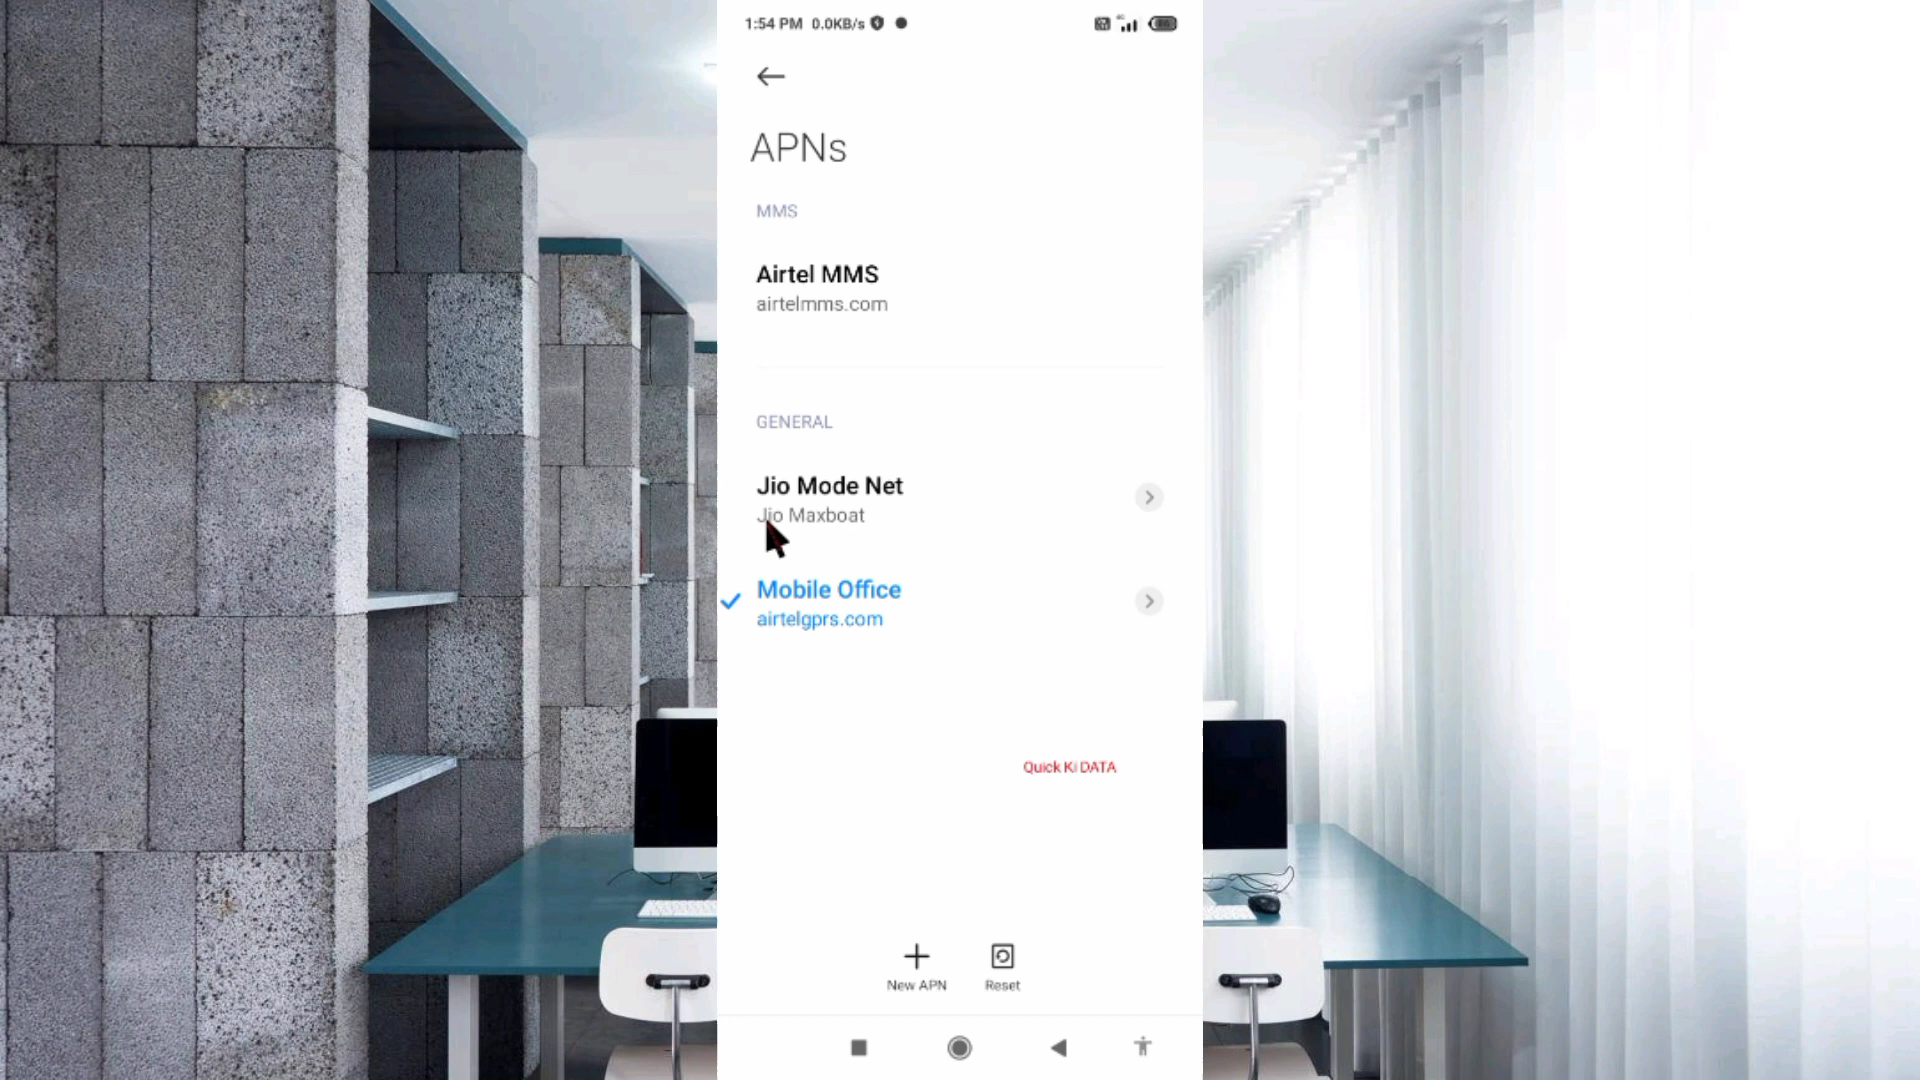 1:54 PM 0.0KB/s
APNs
MMS
Airtel MMS
airtelmms.com
GENERAL
Jio Mode Net
Jio Maxboat
Mobile Office
airtelgprs.com
Quick Ki DATA
New APN
Reset